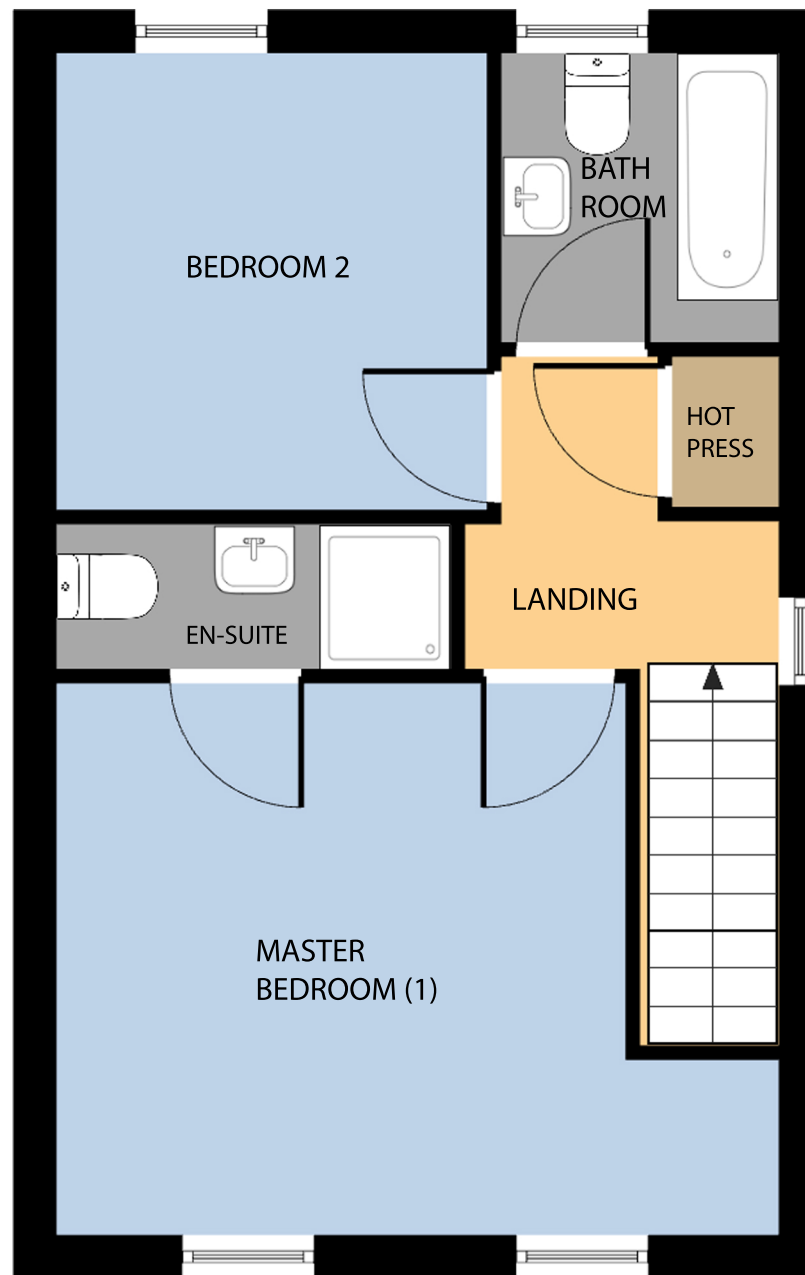 BATH
ROOM
BEDROOM 2
HOT
PRESS
LANDING
EN-SUITE
MASTER
BEDROOM (1)